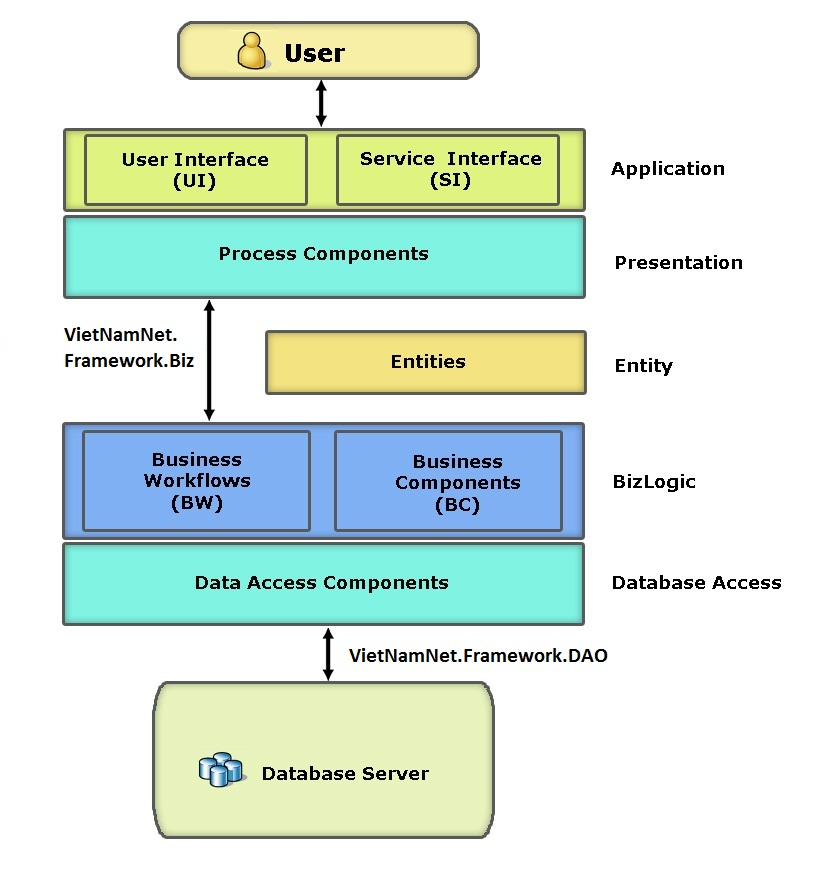 User
User Interface
(UI)
Service Interface
(SI)
Application
Process Components
Presentation
VietNamNet.
Framework.Biz
Entities
Entity
Business
Workflows
(BW)
Business
Components
(BC)
BizLogic
Data Access Components
Database Access
VietNamNet.Framework.DAO
Database Server